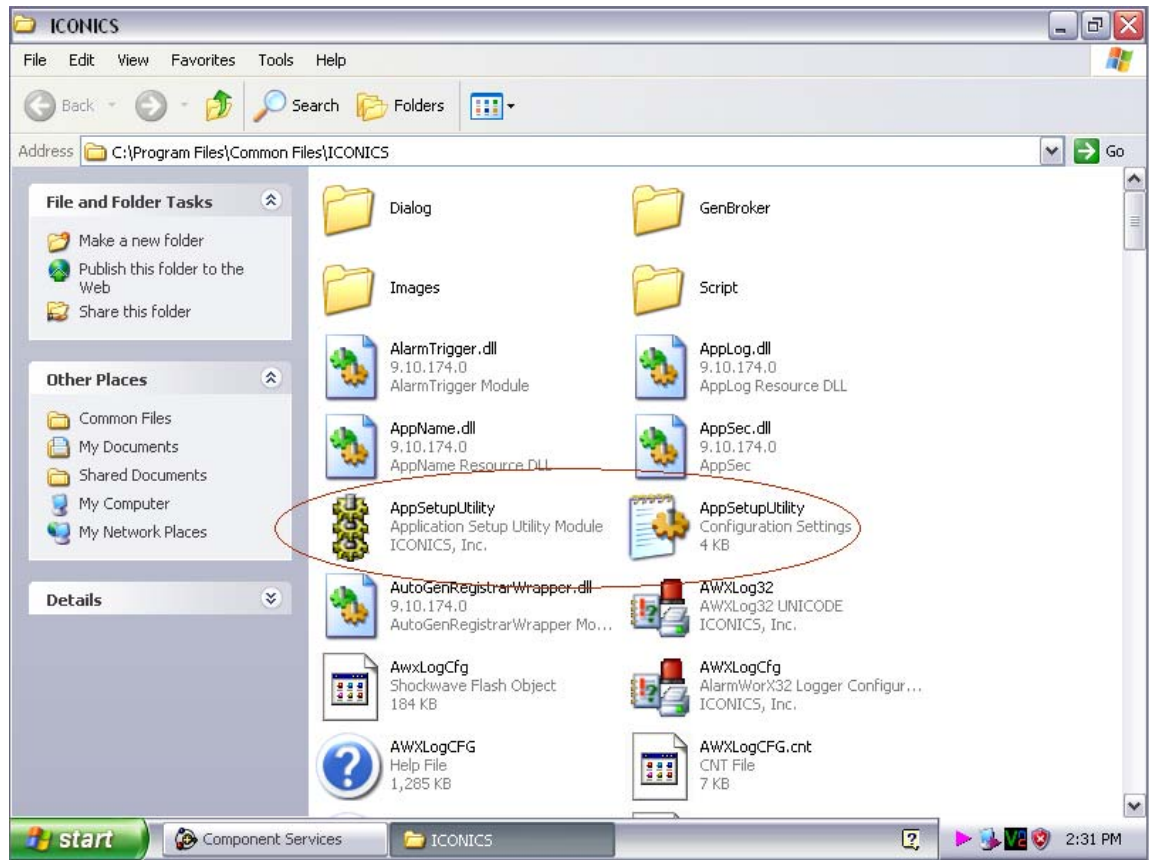 ICONICS
File Edit View Favorites Tools Help
Back Search Folders
Address C:\Program Files\Common Files\ICONICS Go
File and Folder Tasks
Make a new folder
Publish this folder to the
Web
Share this folder
Other Places
Common Files
My Documents
Shared Documents
My Computer
My Network Places
Details
Dialog
GenBroker
Images
Script
AlarmTrigger.dll
9.10.174.0
AlarmTrigger Module
AppLog.dll
9.10.174.0
AppLog Resource DLL
AppName.dll
9.10.174.0
AppName Resource DLL
AppSec.dll
9.10.174.0
AppSec
AppSetupUtility
Application Setup Utility Module
ICONICS, Inc.
AppSetupUtility
Configuration Settings
4 KB
AutoGenRegistrarWrapper.dll
9.10.174.0
AutoGenRegistrarWrapper Mo...
AWXLog32
AWXLog32 UNICODE
ICONICS, Inc.
AwxLogCfg
Shockwave Flash Object
184 KB
AWXLogCfg
AlarmWorX32 Logger Configur...
ICONICS, Inc.
AWXLogCFG
Help File
1,285 KB
AWXLogCFG.cnt
CNT File
7 KB
start Component Services ICONICS 2:31 PM